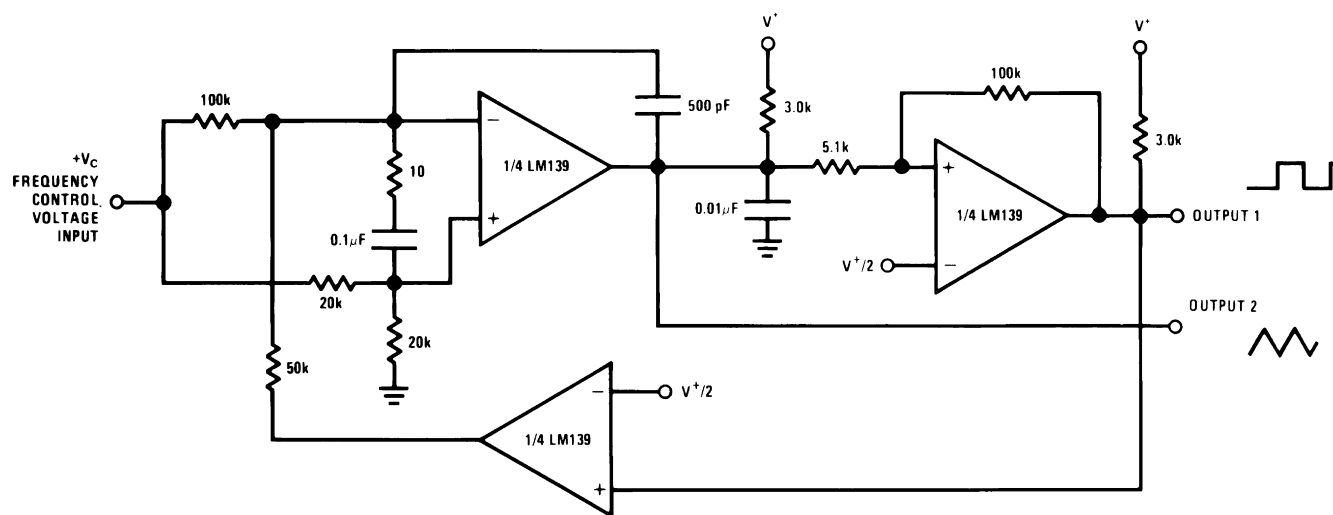 V+
V+
100k
100k
500 pF
3.0k
3.0k
5.1k
–
1/4 LM139
+
10
+VC
FREQUENCY
CONTROL
VOLTAGE
INPUT
0.1µF
0.01µF
+
1/4 LM139
–
V+/2
OUTPUT 1
20k
20k
OUTPUT 2
50k
–
V+/2
1/4 LM139
+